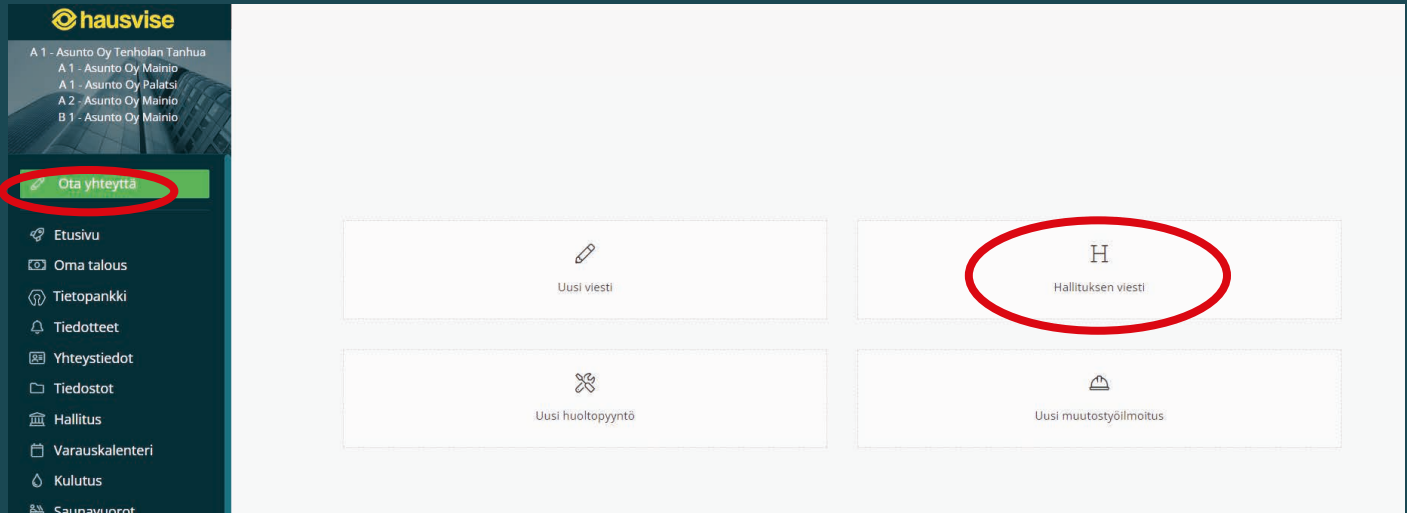 hausvise
A 1 - Asunto Oy Tenholan Tanhua
A 1 - Asunto Oy Mainio
A 1 - Asunto Oy Palatsi
A 2 - Asunto Oy Mainio
B 1 - Asunto Oy Mainio
Ota yhteyttä
Etusivu
Oma talous
Tietopankki
Tiedotteet
Yhteystiedot
Tiedostot
Hallitus
Varauskalenteri
Kulutus
Saunavuorot
Uusi viesti
H
Hallituksen viesti
Uusi huoltopyyntö
Uusi muutostyöilmoitus